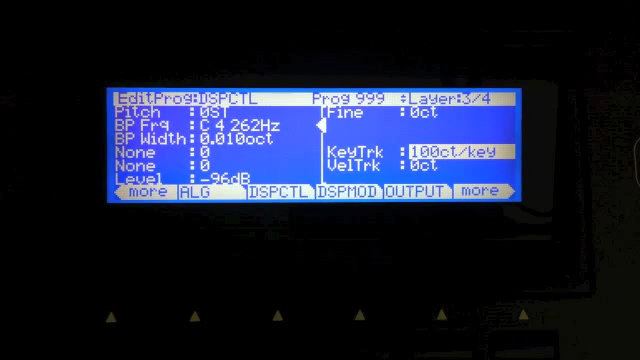 EditProg:DSPCTL Prog 999 Layer:3/4
Pitch :0ST Fine :0ct
BP Frq :C 4 262Hz
BP Width:0.010oct
None :0 KeyTrk :100ct/key
None :0 VelTrk :0ct
Level :-96dB
more ALG DSPCTL DSPMOD OUTPUT more